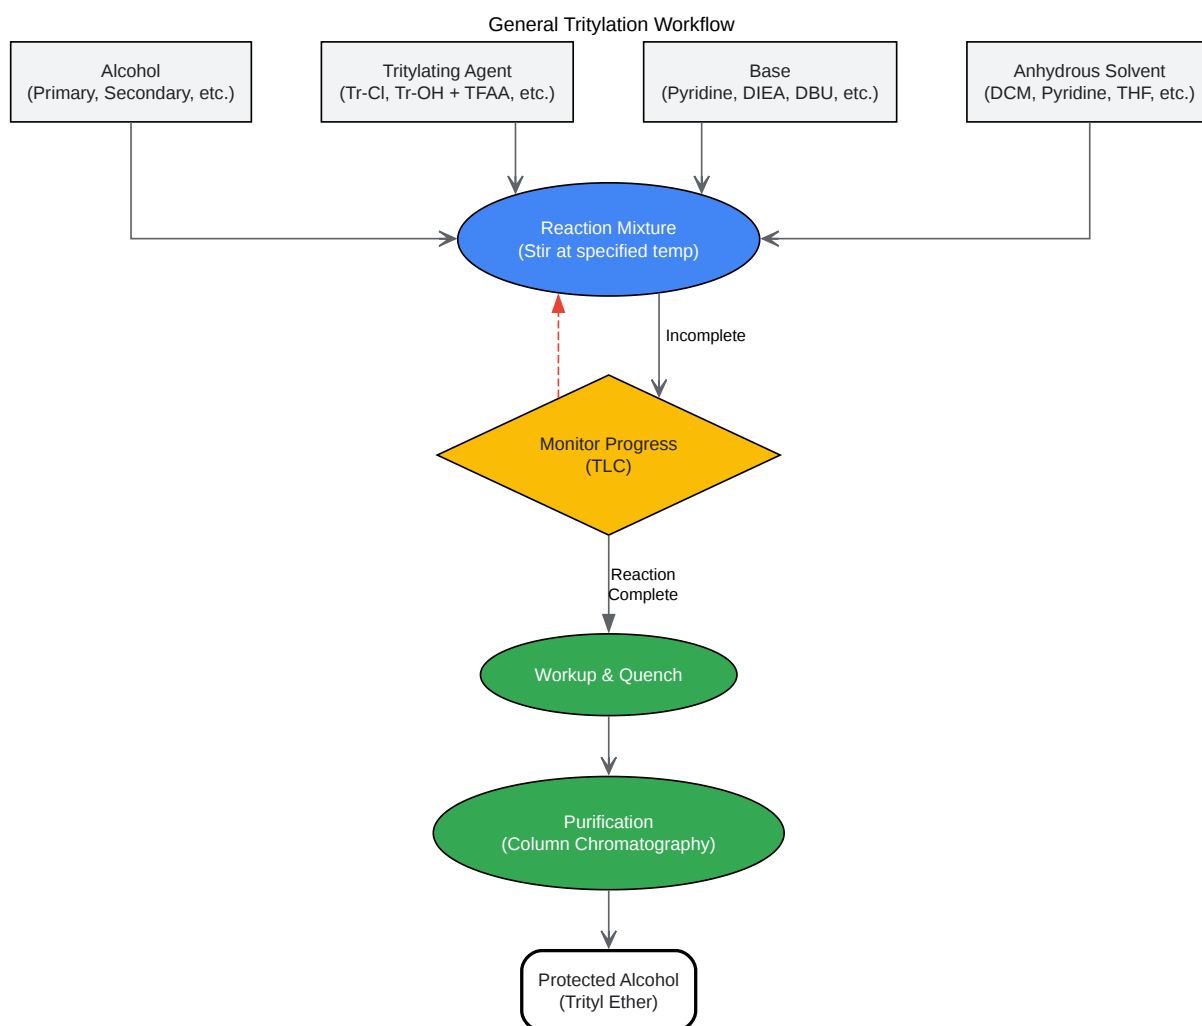 General Tritylation Workflow
Alcohol
(Primary, Secondary, etc.)
Tritylating Agent
(Tr-Cl, Tr-OH + TFAA, etc.)
Base
(Pyridine, DIEA, DBU, etc.)
Anhydrous Solvent
(DCM, Pyridine, THF, etc.)
Reaction Mixture
(Stir at specified temp)
Incomplete
Monitor Progress
(TLC)
Reaction
Complete
Workup & Quench
Purification
(Column Chromatography)
Protected Alcohol
(Trityl Ether)